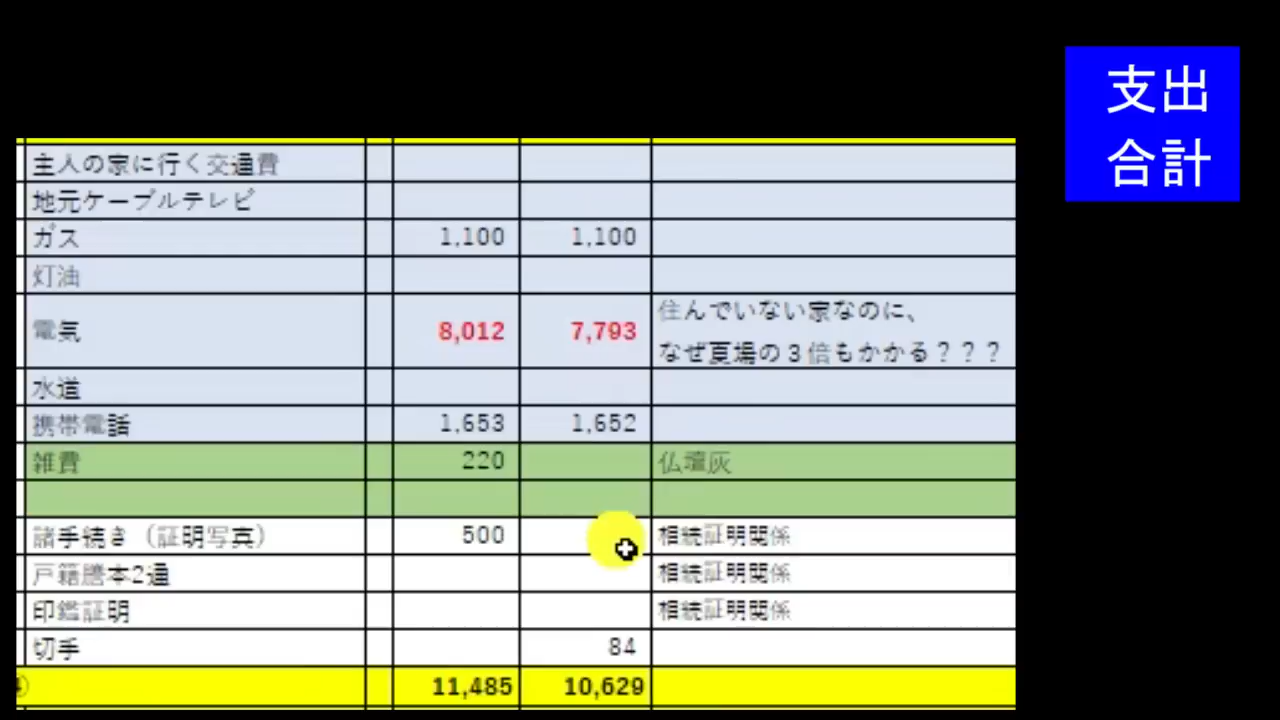 支出
合計
主人の家に行く交通費
地元ケーブルテレビ
ガス 1,100 1,100
灯油
電気 8,012 7,793 住んでいない家なのに、
なぜ夏場の3倍もかかる???
水道
携帯電話 1,653 1,652
雑費 220 仏壇灰
諸手続き(証明写真) 500 相続証明関係
戸籍謄本2通 相続証明関係
印鑑証明 相続証明関係
切手 84
④ 11,485 10,629